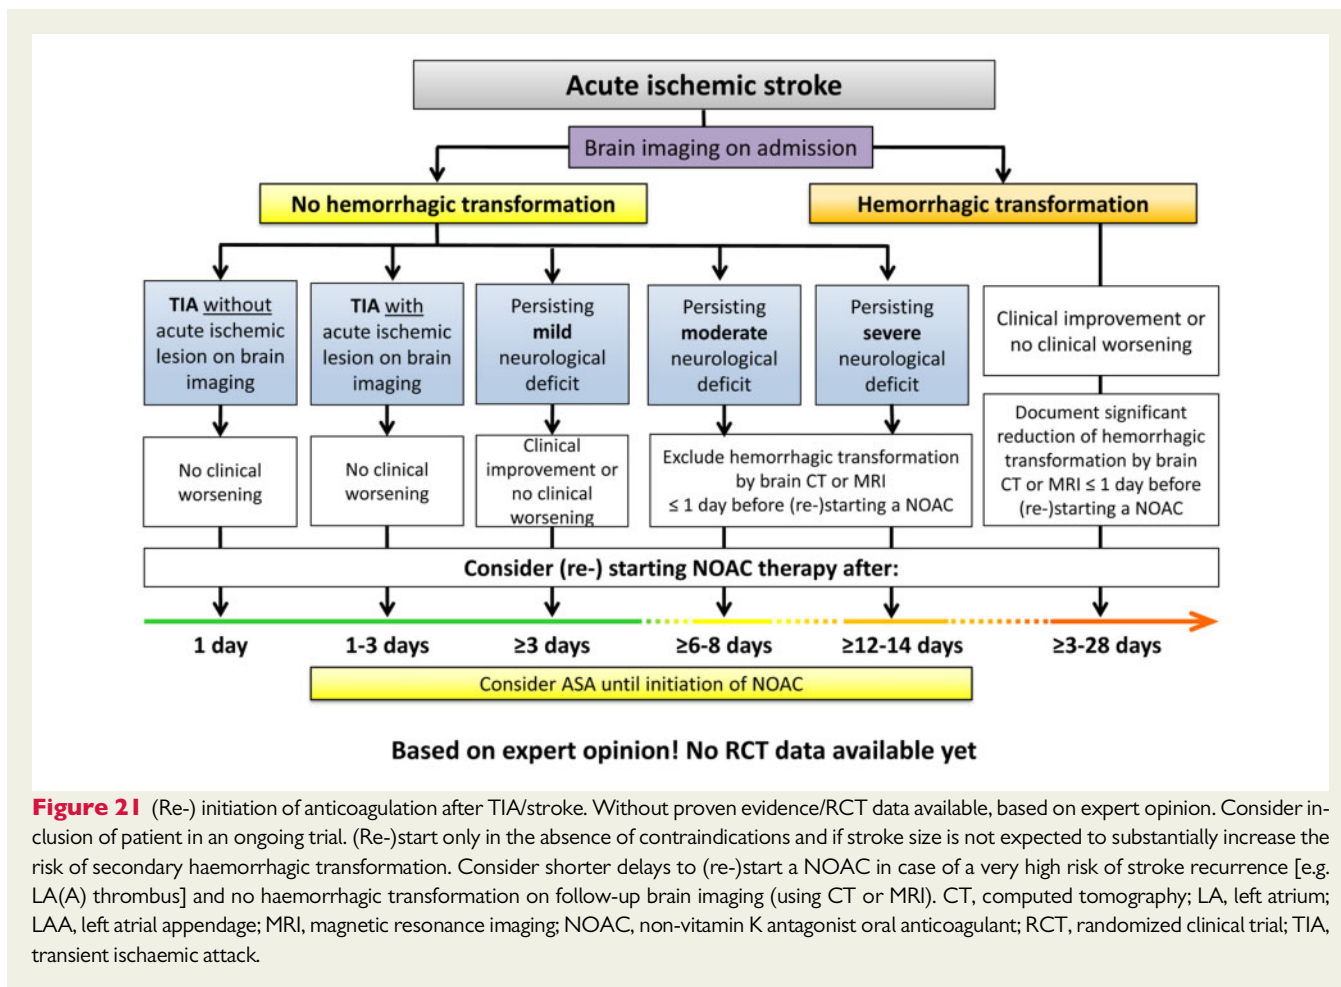 Acute ischemic stroke
Brain imaging on admission
No hemorrhagic transformation
Hemorrhagic transformation
TIA without
acute ischemic
lesion on brain
imaging
TIA with
acute ischemic
lesion on brain
imaging
Persisting
mild
neurological
deficit
Persisting
moderate
neurological
deficit
Persisting
severe
neurological
deficit
Clinical improvement or
no clinical worsening
No clinical
worsening
No clinical
worsening
Clinical
improvement or
no clinical
worsening
Exclude hemorrhagic transformation
by brain CT or MRI
≤ 1 day before (re-)starting a NOAC
Document significant
reduction of hemorrhagic
transformation by brain
CT or MRI ≤ 1 day before
(re-)starting a NOAC
Consider (re-) starting NOAC therapy after:
1 day
1-3 days
≥3 days
≥6-8 days
≥12-14 days
≥3-28 days
Consider ASA until initiation of NOAC
Based on expert opinion! No RCT data available yet
Figure 21 (Re-) initiation of anticoagulation after TIA/stroke. Without proven evidence/RCT data available, based on expert opinion. Consider in-
clusion of patient in an ongoing trial. (Re-)start only in the absence of contraindications and if stroke size is not expected to substantially increase the
risk of secondary haemorrhagic transformation. Consider shorter delays to (re-)start a NOAC in case of a very high risk of stroke recurrence [e.g.
LA(A) thrombus] and no haemorrhagic transformation on follow-up brain imaging (using CT or MRI). CT, computed tomography; LA, left atrium;
LAA, left atrial appendage; MRI, magnetic resonance imaging; NOAC, non-vitamin K antagonist oral anticoagulant; RCT, randomized clinical trial; TIA,
transient ischaemic attack.